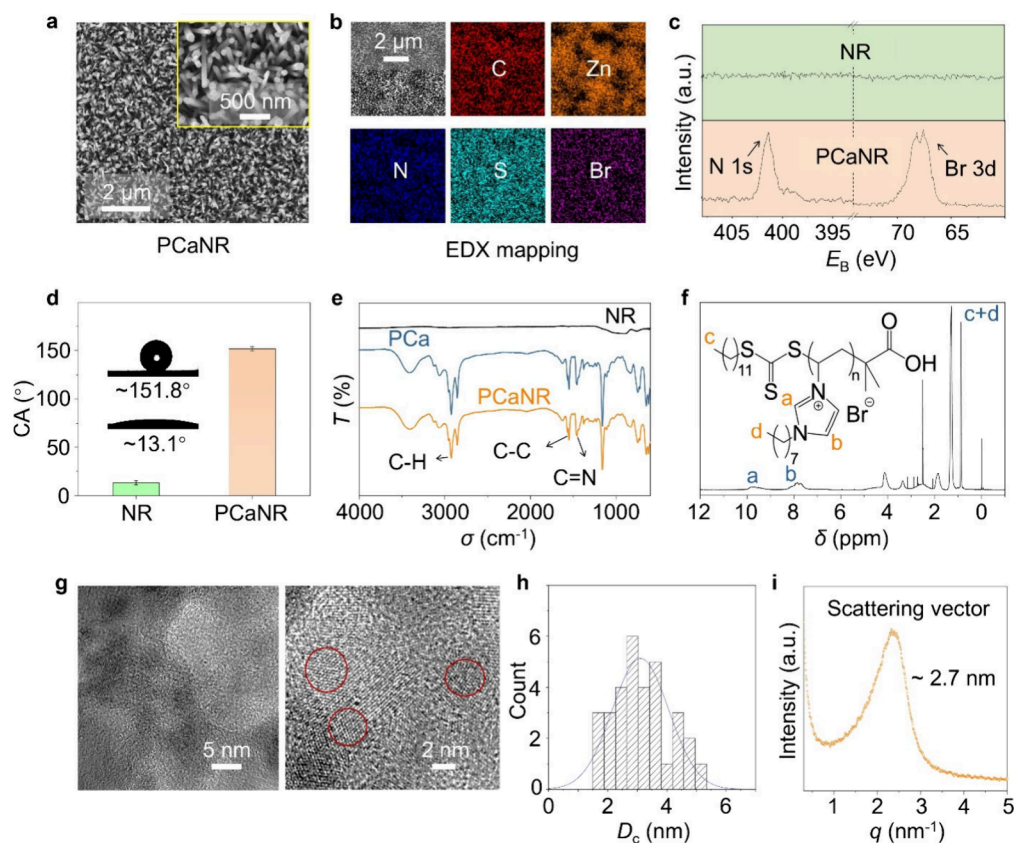 a
500 nm
2 μm
PCaNR
b
2 μm
C
Zn
N
S
Br
EDX mapping
c
Intensity (a.u.)
NR
N 1s
PCaNR
Br 3d
405
400
395
70
65
E_B (eV)
d
CA (°)
150
100
50
0
~151.8°
~13.1°
NR
PCaNR
e
T (%)
NR
PCa
PCaNR
C-H
C-C
C=N
4000
3000
2000
1000
σ (cm⁻¹)
f
c+d
c
11
S
S
S
n
O
OH
a
N
+
Br⁻
d
N
7
b
a
b
12
10
8
6
4
2
0
δ (ppm)
g
5 nm
2 nm
h
Count
6
4
2
0
0
2
4
6
D_c (nm)
i
Intensity (a.u.)
Scattering vector
~ 2.7 nm
1
2
3
4
5
q (nm⁻¹)